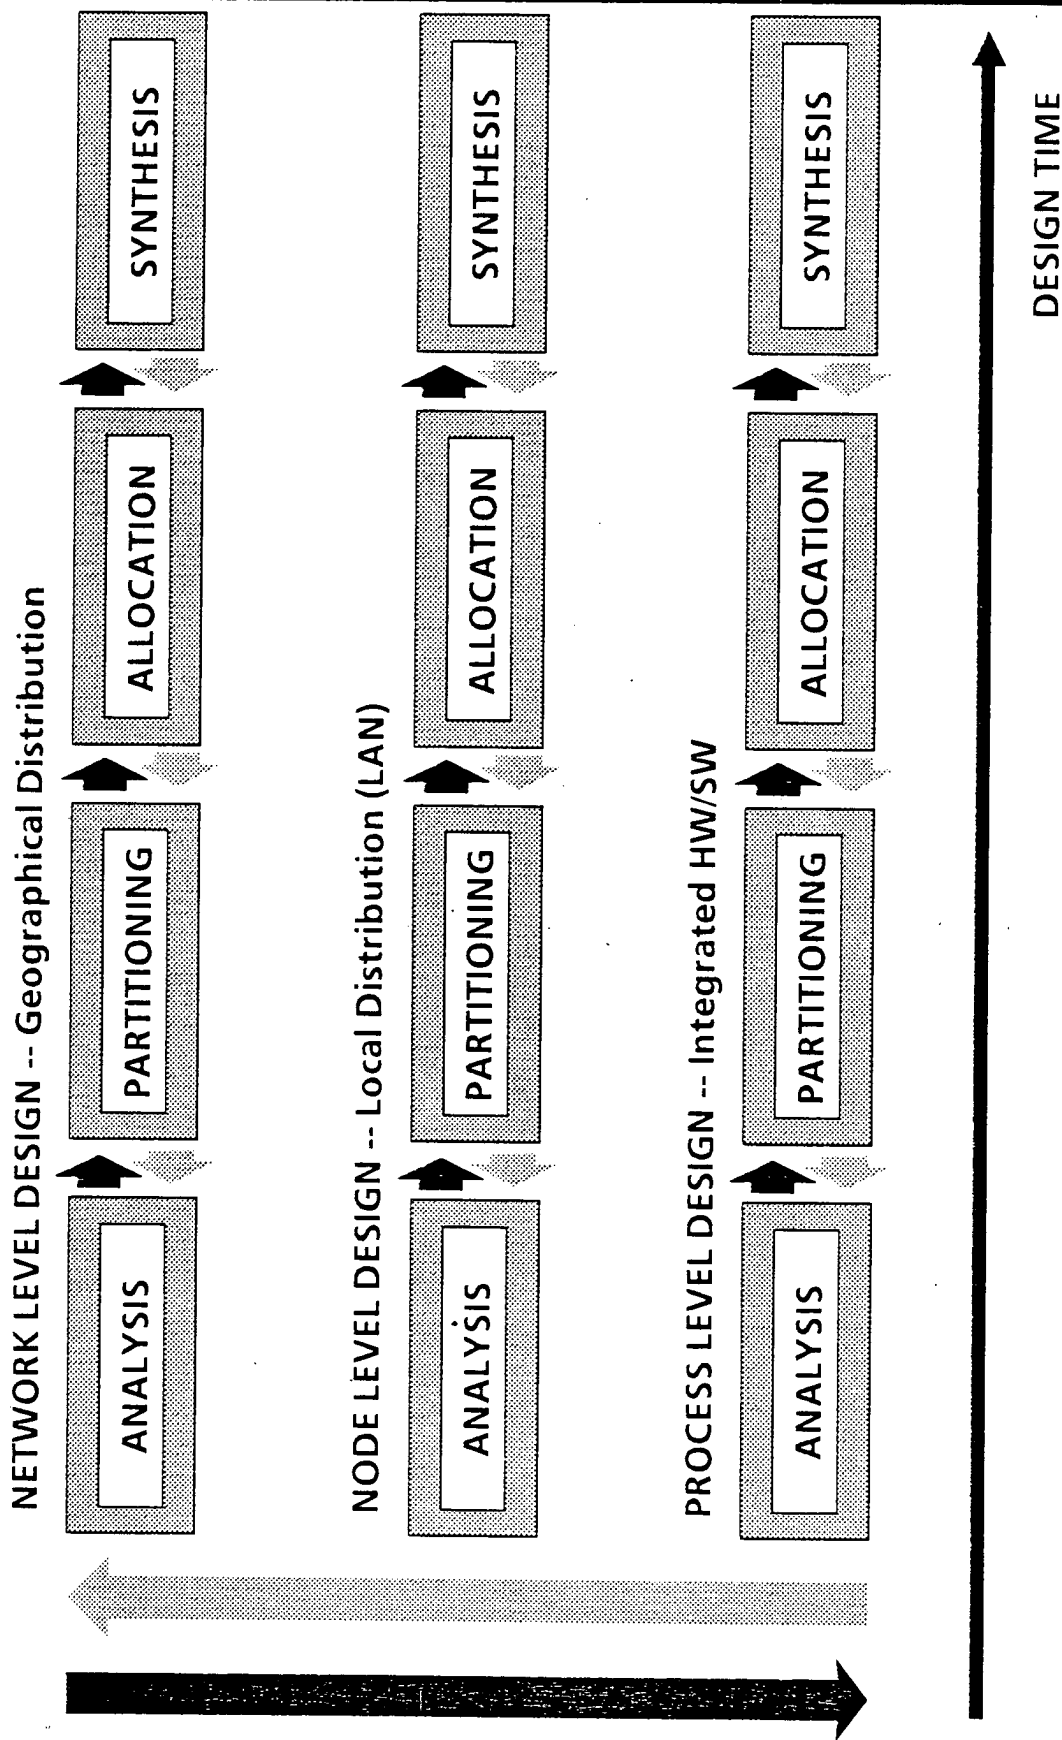 NETWORK LEVEL DESIGN -- Geographical Distribution
ANALYSIS
PARTITIONING
ALLOCATION
SYNTHESIS
NODE LEVEL DESIGN -- Local Distribution (LAN)
ANALYSIS
PARTITIONING
ALLOCATION
SYNTHESIS
PROCESS LEVEL DESIGN -- Integrated HW/SW
ANALYSIS
PARTITIONING
ALLOCATION
SYNTHESIS
DESIGN TIME